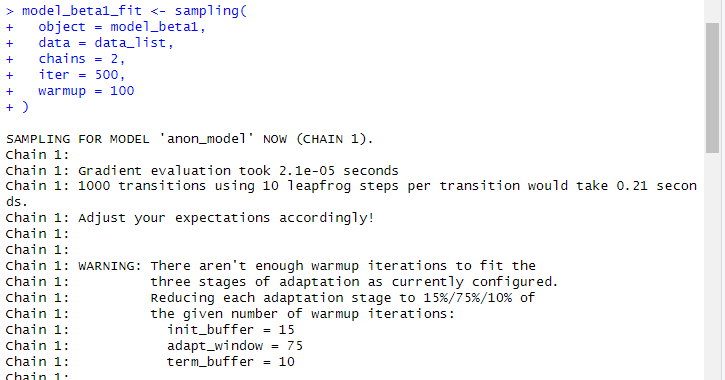 > model_beta1_fit <- sampling(
+   object = model_beta1,
+   data = data_list,
+   chains = 2,
+   iter = 500,
+   warmup = 100
+ )

SAMPLING FOR MODEL 'anon_model' NOW (CHAIN 1).
Chain 1:
Chain 1: Gradient evaluation took 2.1e-05 seconds
Chain 1: 1000 transitions using 10 leapfrog steps per transition would take 0.21 secon
ds.
Chain 1: Adjust your expectations accordingly!
Chain 1:
Chain 1:
Chain 1: WARNING: There aren't enough warmup iterations to fit the
Chain 1:          three stages of adaptation as currently configured.
Chain 1:          Reducing each adaptation stage to 15%/75%/10% of
Chain 1:          the given number of warmup iterations:
Chain 1:            init_buffer = 15
Chain 1:            adapt_window = 75
Chain 1:            term_buffer = 10
Chain 1: